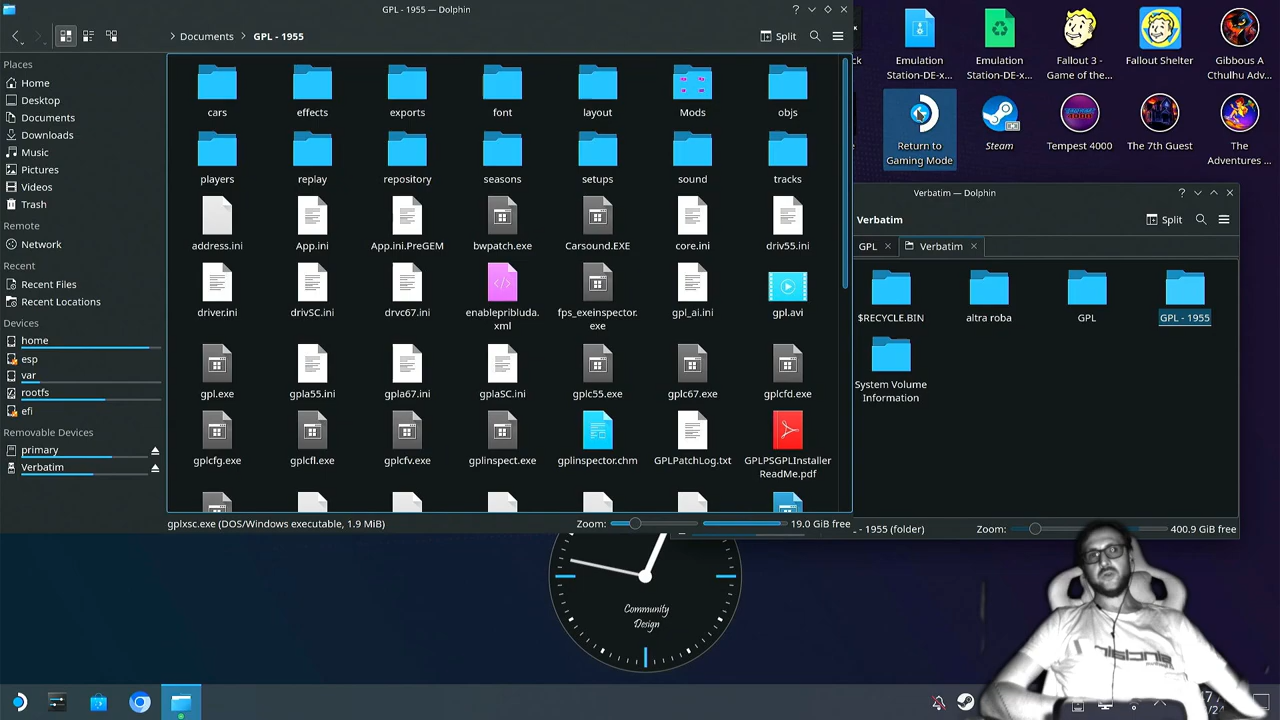 GPL - 1955 — Dolphin
Documents
GPL - 1955
Split
Places
Home
Desktop
Documents
Downloads
Music
Pictures
Videos
Trash
Remote
Network
Recent
Files
Recent Locations
Devices
home
esp
var
rootfs
efi
Removable Devices
primary
Verbatim
cars
effects
exports
font
layout
Mods
objs
players
replay
repository
seasons
setups
sound
tracks
address.ini
App.ini
App.ini.PreGEM
bwpatch.exe
Carsound.EXE
core.ini
driv55.ini
driver.ini
drivSC.ini
drvc67.ini
enablepribluda.
xml
fps_exeinspector.
exe
gpl_ai.ini
gpl.avi
gpl.exe
gpla55.ini
gpla67.ini
gplaSC.ini
gplc55.exe
gplc67.exe
gplcfd.exe
gplcfg.exe
gplcfl.exe
gplcfv.exe
gplinspect.exe
gplinspector.chm
GPLPatchLog.txt
GPLPSGPLInstaller
ReadMe.pdf
gplxsc.exe (DOS/Windows executable, 1.9 MiB)
Zoom:
19.0 GiB free
Emulation
Station-DE-x...
Emulation
Station-DE-x...
Fallout 3 -
Game of the...
Fallout Shelter
Gibbous
A Cthulhu Adv...
Return to
Gaming Mode
Steam
TEMPEST
4000
Tempest 4000
The 7th Guest
The
Adventures ...
Verbatim — Dolphin
Verbatim
Split
GPL
Verbatim
$RECYCLE.BIN
altra roba
GPL
GPL - 1955
System Volume
Information
- 1955 (folder)
Zoom:
400.9 GiB free
Community
Design